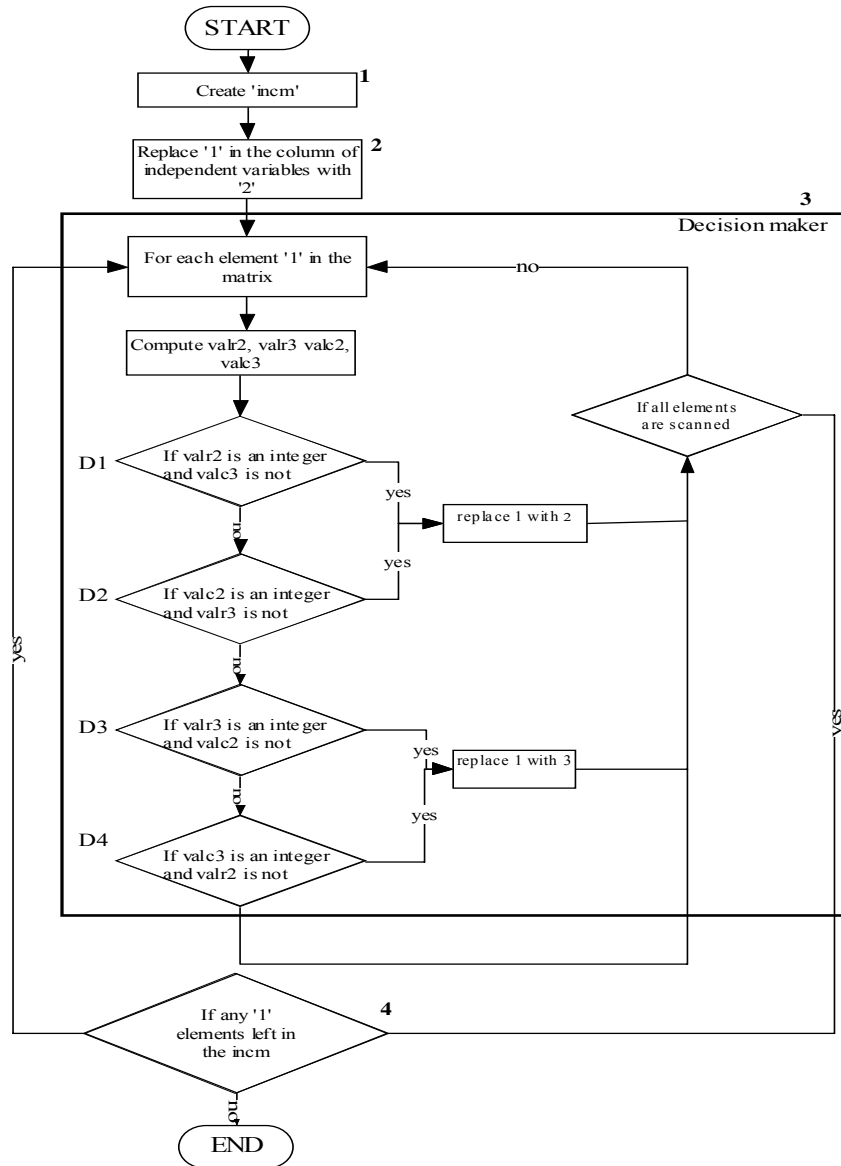 START
1
Create 'incm'
2
Replace '1' in the column of
independent variables with
'2'
3
Decision maker
For each element '1' in the
matrix
no
Compute valr2, valr3 valc2,
valc3
If all elements
are scanned
D1
If valr2 is an integer
and valc3 is not
yes
replace 1 with 2
no
yes
D2
If valc2 is an integer
and valr3 is not
yes
no
D3
If valr3 is an integer
and valc2 is not
yes
yes
replace 1 with 3
no
yes
D4
If valc3 is an integer
and valr2 is not
4
If any '1'
elements left in
the incm
no
END